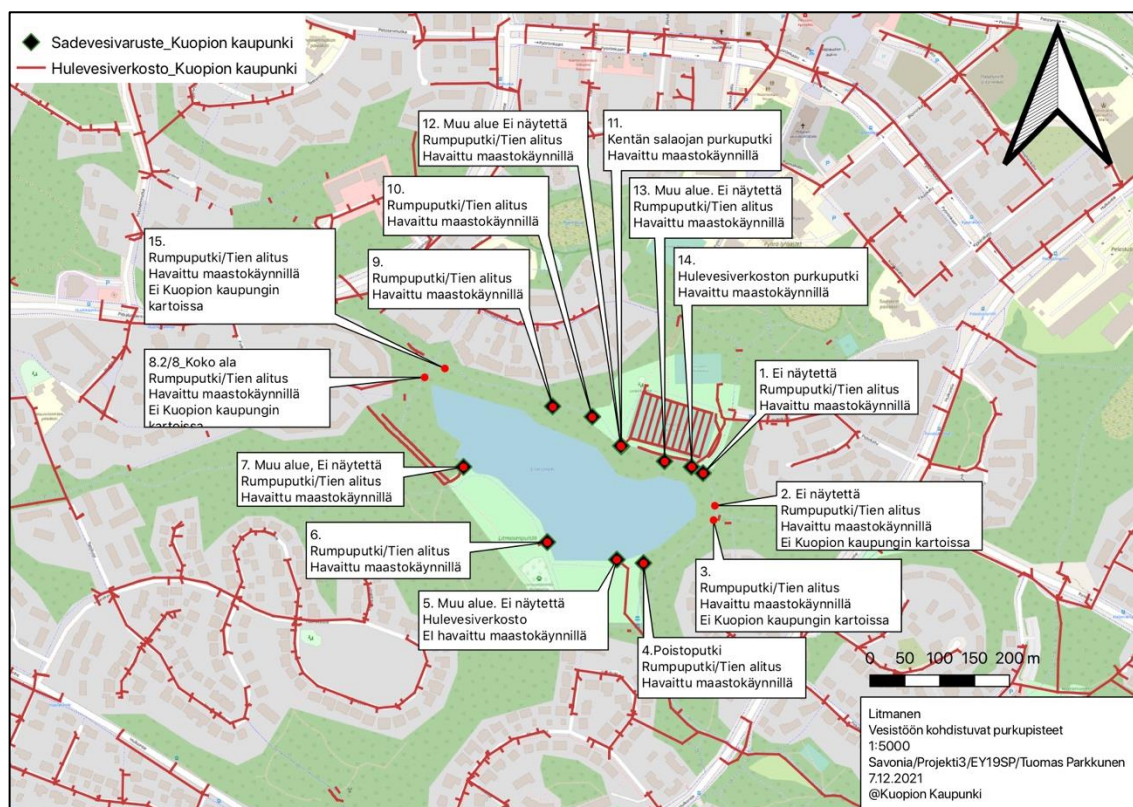 Sadevesivaruste_Kuopion kaupunki
Hulevesiverkosto_Kuopion kaupunki
12. Muu alue Ei näytettä
Rumpuputki/Tien alitus
Havaittu maastokäynnillä
11.
Kentän salaojan purkuputki
Havaittu maastokäynnillä
10.
Rumpuputki/Tien alitus
Havaittu maastokäynnillä
13. Muu alue. Ei näytettä
Rumpuputki/Tien alitus
Havaittu maastokäynnillä
15.
Rumpuputki/Tien alitus
Havaittu maastokäynnillä
Ei Kuopion kaupungin
kartoissa
9.
Rumpuputki/Tien alitus
Havaittu maastokäynnillä
14.
Hulevesiverkoston purkuputki
Havaittu maastokäynnillä
8.2/8_Koko ala
Rumpuputki/Tien alitus
Havaittu maastokäynnillä
Ei Kuopion kaupungin
kartoissa
1. Ei näytettä
Rumpuputki/Tien alitus
Havaittu maastokäynnillä
7. Muu alue, Ei näytettä
Rumpuputki/Tien alitus
Havaittu maastokäynnillä
2. Ei näytettä
Rumpuputki/Tien alitus
Havaittu maastokäynnillä
Ei Kuopion kaupungin kartoissa
6.
Rumpuputki/Tien alitus
Havaittu maastokäynnillä
3.
Rumpuputki/Tien alitus
Havaittu maastokäynnillä
Ei Kuopion kaupungin kartoissa
5. Muu alue. Ei näytettä
Hulevesiverkosto
EI havaittu maastokäynnillä
4.Poistoputki
Rumpuputki/Tien alitus
Havaittu maastokäynnillä
0 50 100 150 200 m
Litmanen
Vesistöön kohdistuvat purkupisteet
1:5000
Savonia/Projekti3/EY19SP/Tuomas Parkkunen
7.12.2021
@Kuopion Kaupunki